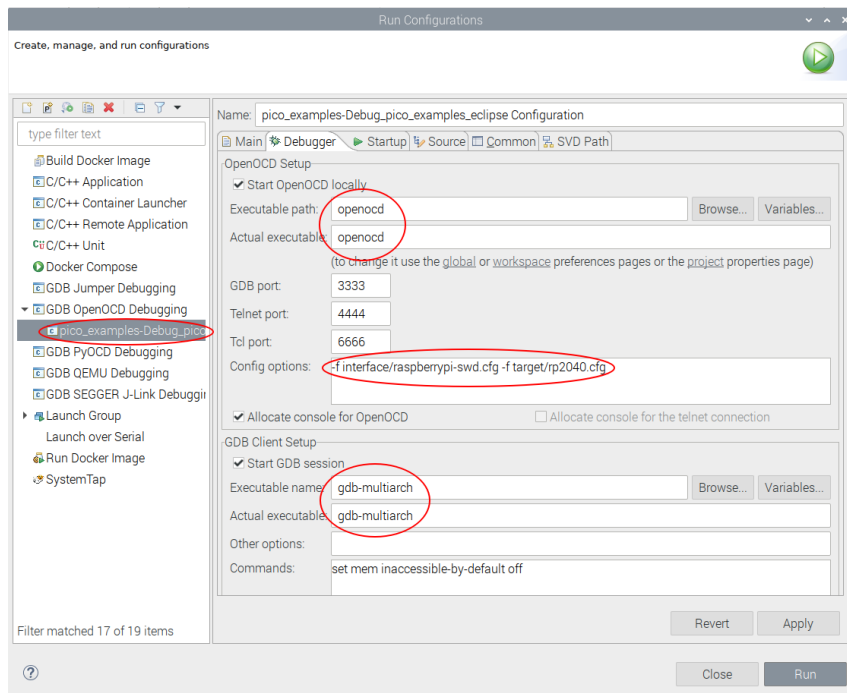 Run Configurations
Create, manage, and run configurations
Name: pico_examples-Debug_pico_examples_eclipse Configuration
type filter text
Main Debugger Startup Source Common SVD Path
Build Docker Image
C/C++ Application
C/C++ Container Launcher
C/C++ Remote Application
C/C++ Unit
Docker Compose
GDB Jumper Debugging
GDB OpenOCD Debugging
pico_examples-Debug_pico
GDB PyOCD Debugging
GDB QEMU Debugging
GDB SEGGER J-Link Debuggin
Launch Group
Launch over Serial
Run Docker Image
SystemTap
Filter matched 17 of 19 items
OpenOCD Setup
Start OpenOCD locally
Executable path: openocd Browse... Variables...
Actual executable: openocd
(to change it use the global or workspace preferences pages or the project properties page)
GDB port: 3333
Telnet port: 4444
Tcl port: 6666
Config options: -f interface/raspberrypi-swd.cfg -f target/rp2040.cfg
Allocate console for OpenOCD Allocate console for the telnet connection
GDB Client Setup
Start GDB session
Executable name: gdb-multiarch Browse... Variables...
Actual executable: gdb-multiarch
Other options:
Commands: set mem inaccessible-by-default off
Revert Apply
? Close Run